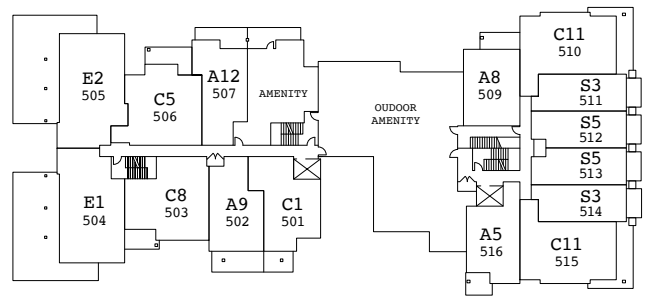 E2
505
C5
506
A12
507
AMENITY
OUDOOR
AMENITY
A8
509
C11
510
S3
511
S5
512
S5
513
S3
514
C11
515
A5
516
E1
504
C8
503
A9
502
C1
501